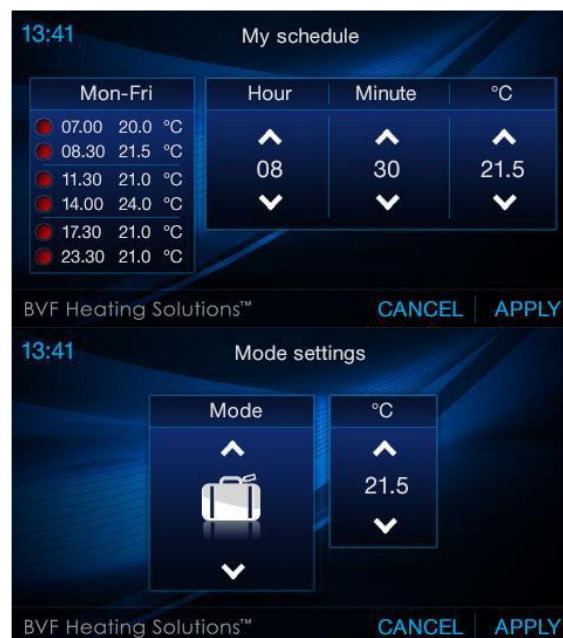 13:41 My schedule
Mon-Fri Hour Minute °C
07.00 20.0 °C
08.30 21.5 °C
11.30 21.0 °C
14.00 24.0 °C
17.30 21.0 °C
23.30 21.0 °C
08 30 21.5
BVF Heating Solutions™ CANCEL APPLY
13:41 Mode settings
Mode °C
21.5
BVF Heating Solutions™ CANCEL APPLY